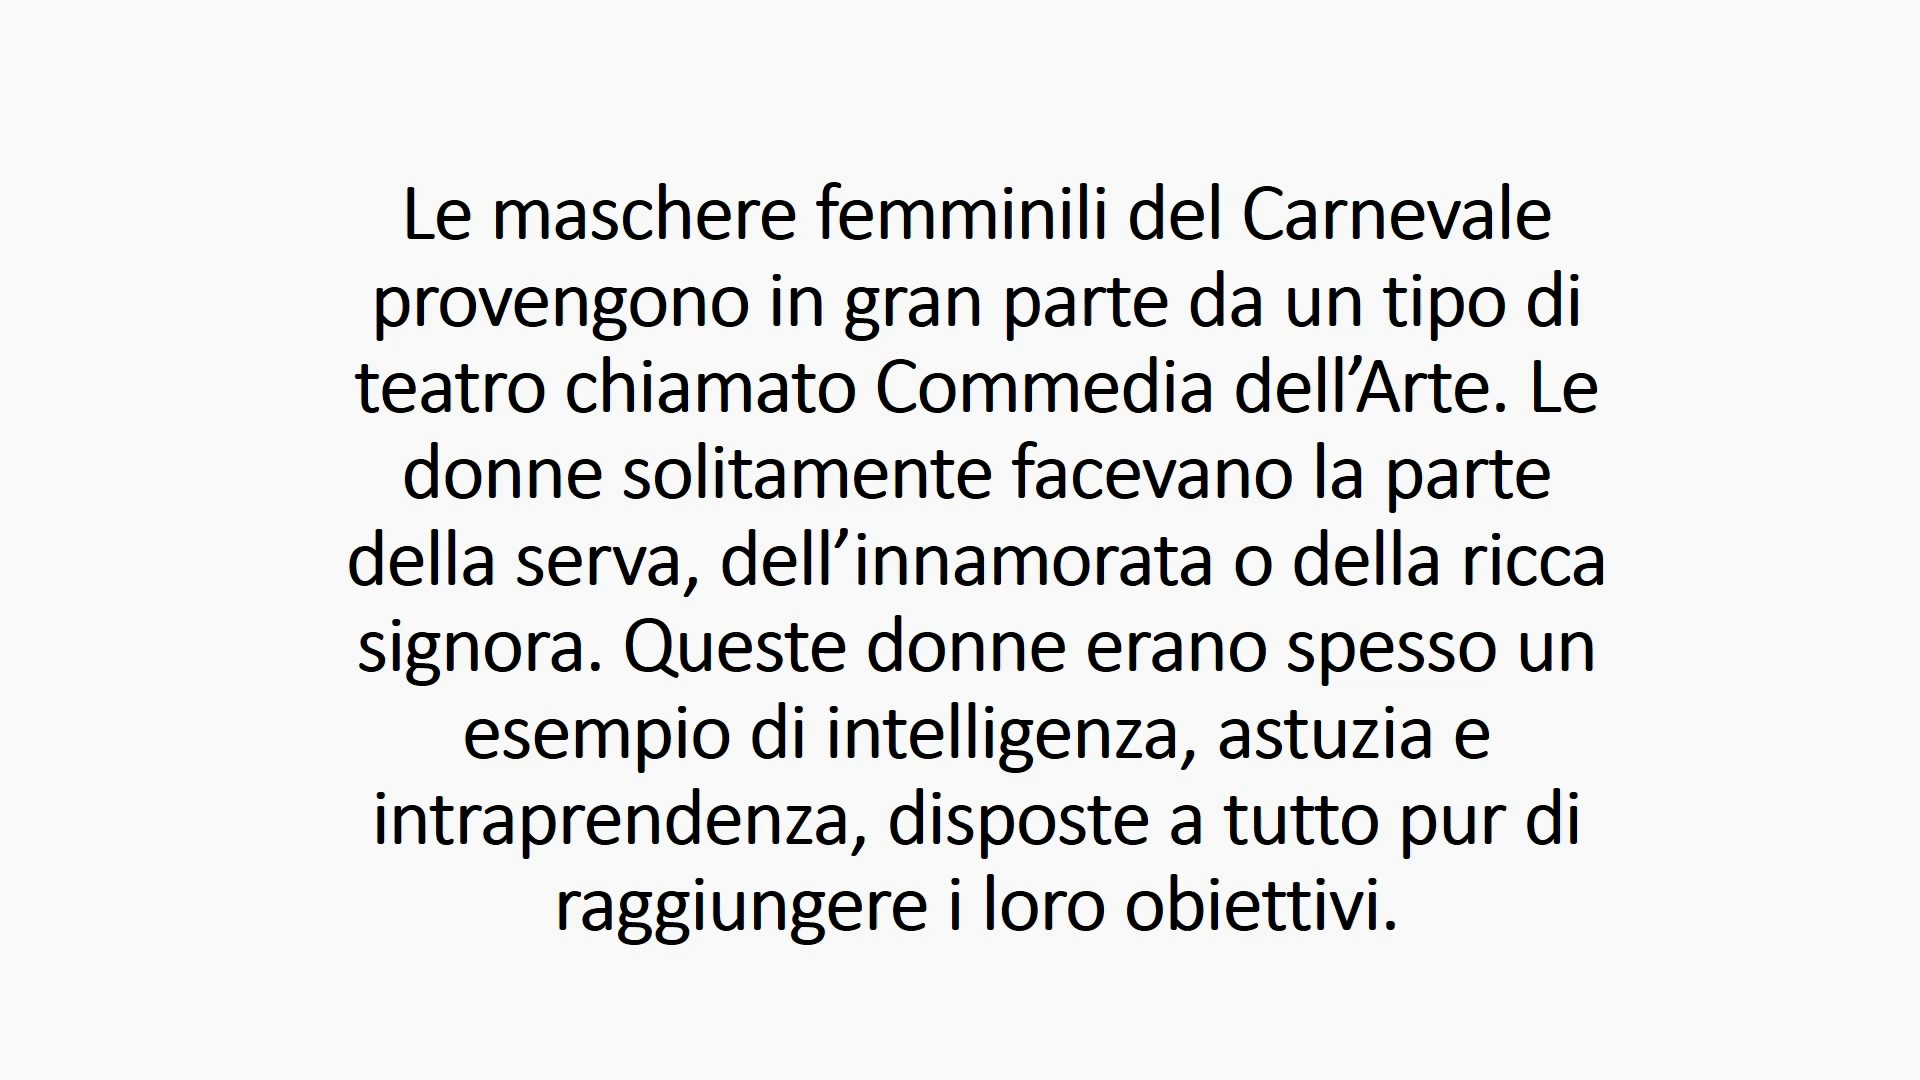 Le maschere femminili del Carnevale
provengono in gran parte da un tipo di
teatro chiamato Commedia dell’Arte. Le
donne solitamente facevano la parte
della serva, dell’innamorata o della ricca
signora. Queste donne erano spesso un
esempio di intelligenza, astuzia e
intraprendenza, disposte a tutto pur di
raggiungere i loro obiettivi.